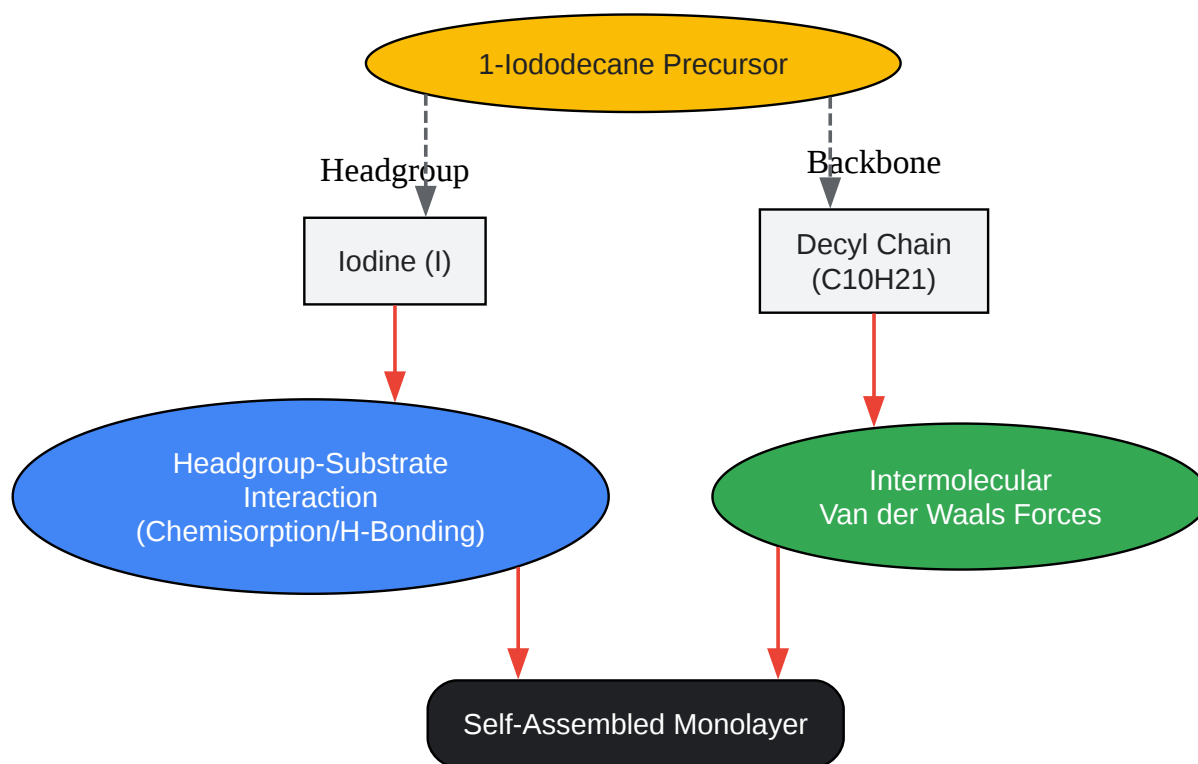 1-Iododecane Precursor
Headgroup
Backbone
Iodine (I)
Decyl Chain
(C10H21)
Headgroup-Substrate
Interaction
(Chemisorption/H-Bonding)
Intermolecular
Van der Waals Forces
Self-Assembled Monolayer